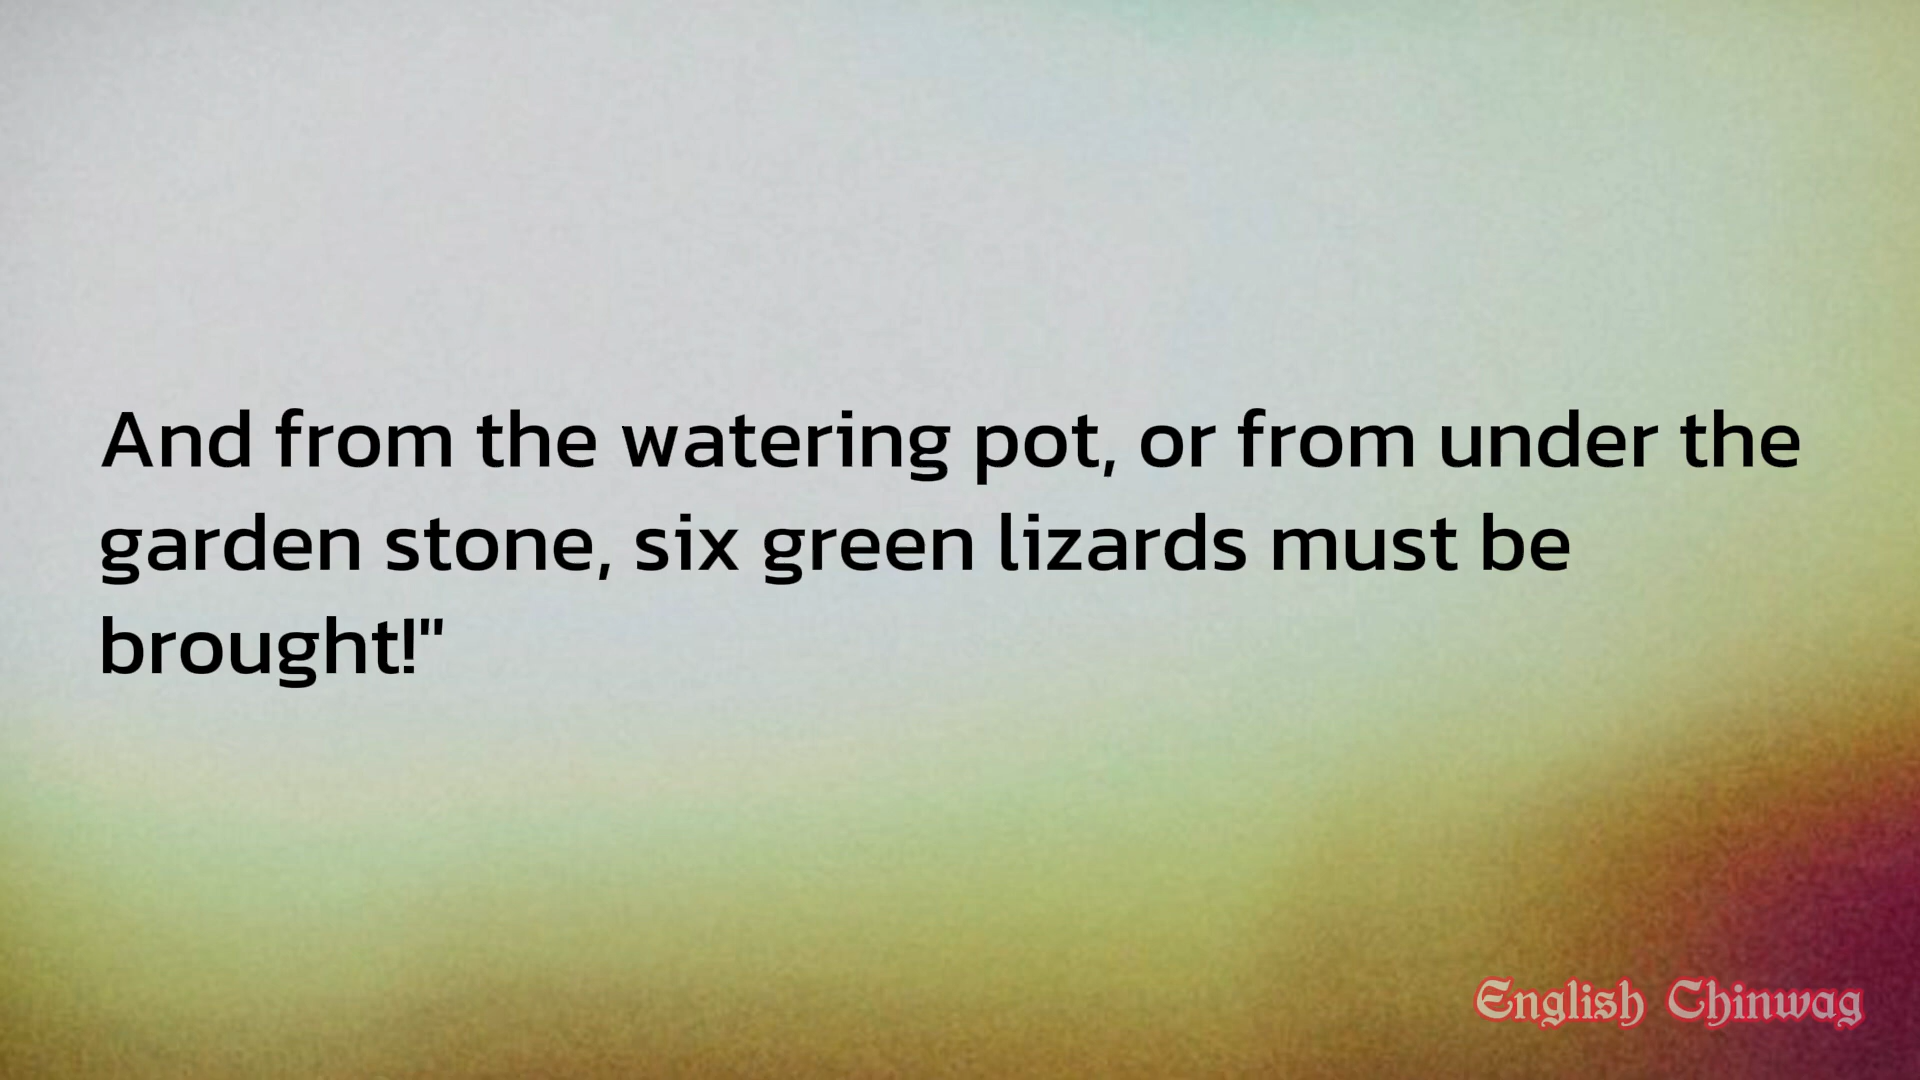 And from the watering pot, or from under the
garden stone, six green lizards must be
brought!"
English Chinwag